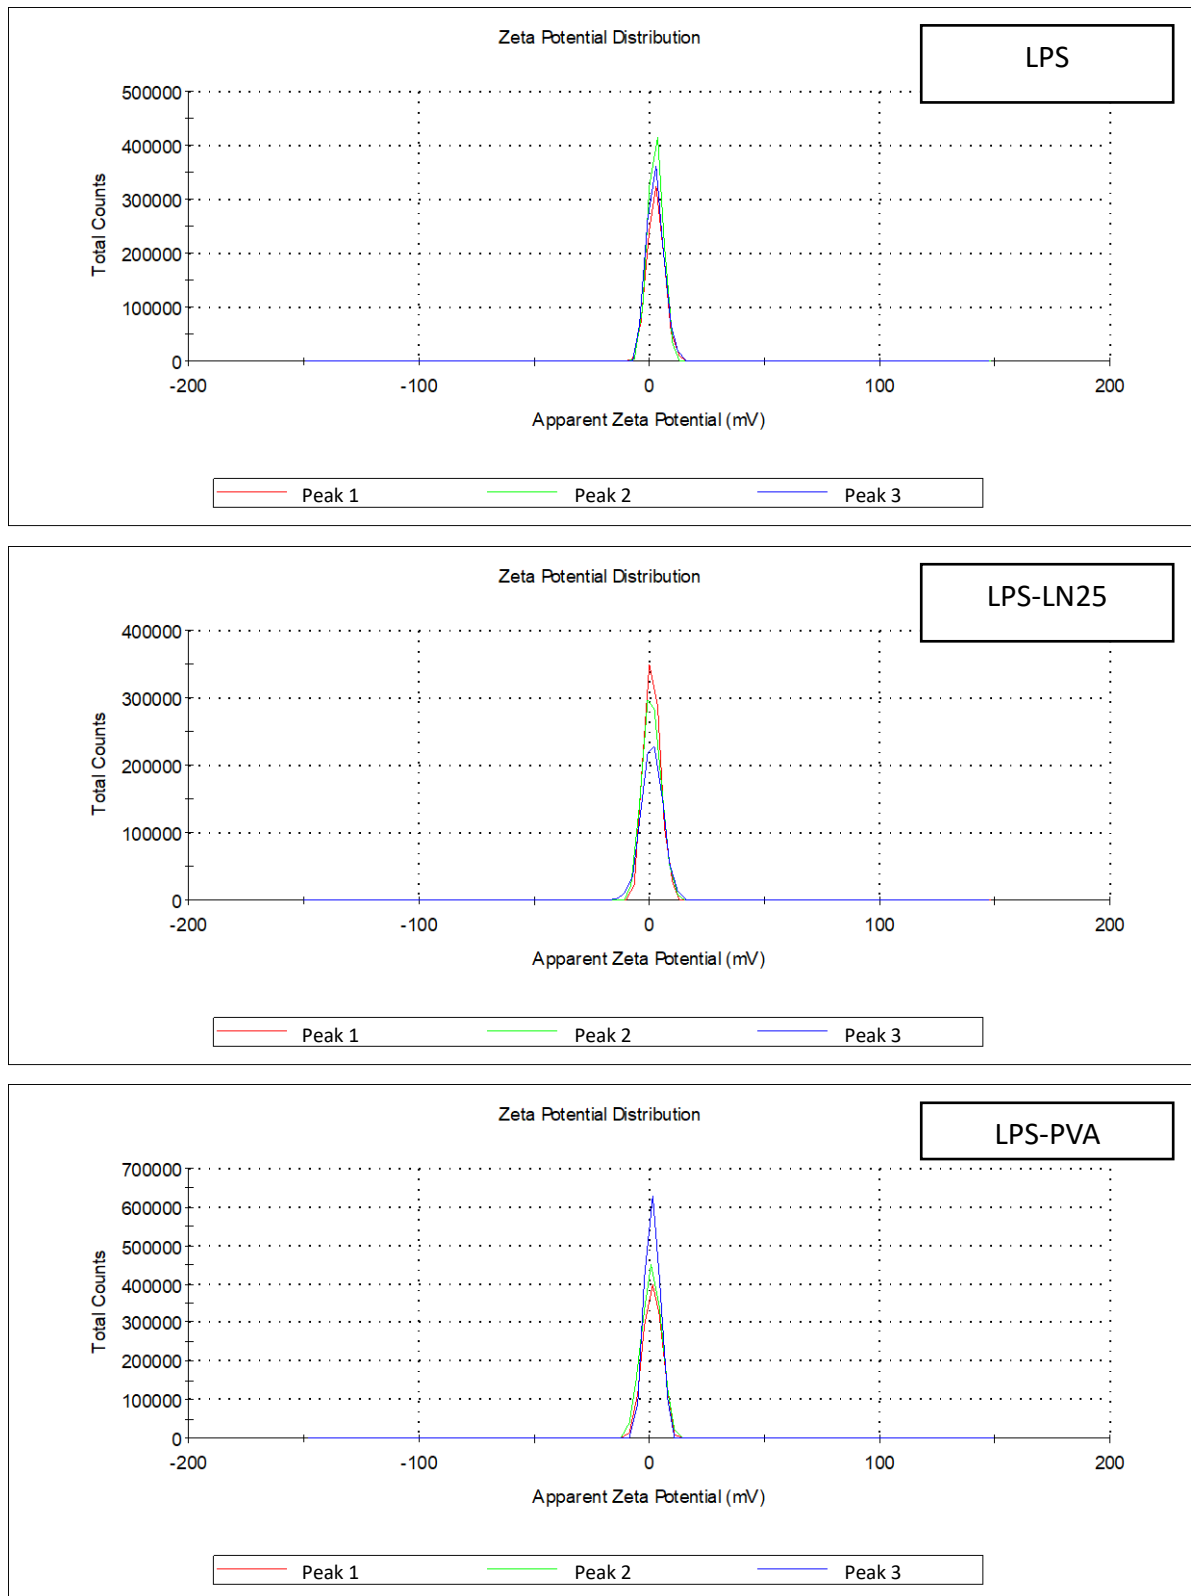 Zeta Potential Distribution
LPS
500000
400000
300000
200000
100000
0
Total Counts
-200 -100 0 100 200
Apparent Zeta Potential (mV)
Peak 1 Peak 2 Peak 3
Zeta Potential Distribution
LPS-LN25
400000
300000
200000
100000
0
Total Counts
-200 -100 0 100 200
Apparent Zeta Potential (mV)
Peak 1 Peak 2 Peak 3
Zeta Potential Distribution
LPS-PVA
700000
600000
500000
400000
300000
200000
100000
0
Total Counts
-200 -100 0 100 200
Apparent Zeta Potential (mV)
Peak 1 Peak 2 Peak 3